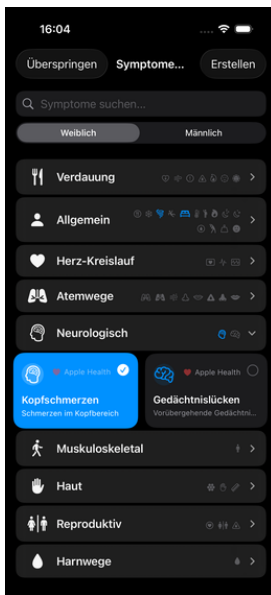 16:04
Überspringen Symptome... Erstellen
Symptome suchen...
Weiblich Männlich
Verdauung
Allgemein
Herz-Kreislauf
Atemwege
Neurologisch
Apple Health Apple Health
Kopfschmerzen Gedächtnislücken
Schmerzen im Kopfbereich Vorübergehende Gedächtni...
Muskuloskeletal
Haut
Reproduktiv
Harnwege